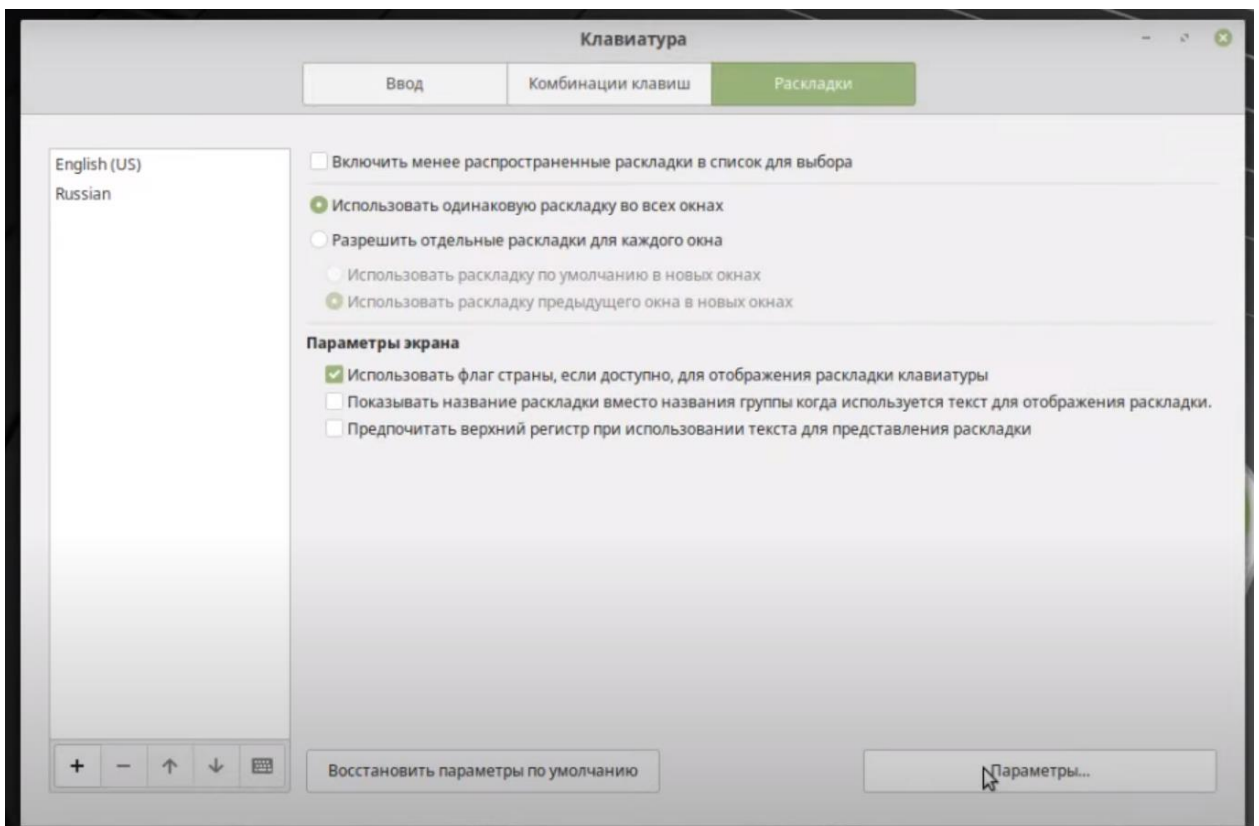 Клавиатура
Ввод
Комбинации клавиш
Раскладки
English (US)
Russian
Включить менее распространенные раскладки в список для выбора
Использовать одинаковую раскладку во всех окнах
Разрешить отдельные раскладки для каждого окна
Использовать раскладку по умолчанию в новых окнах
Использовать раскладку предыдущего окна в новых окнах
Параметры экрана
Использовать флаг страны, если доступно, для отображения раскладки клавиатуры
Показывать название раскладки вместо названия группы когда используется текст для отображения раскладки.
Предпочитать верхний регистр при использовании текста для представления раскладки
Восстановить параметры по умолчанию
Параметры...